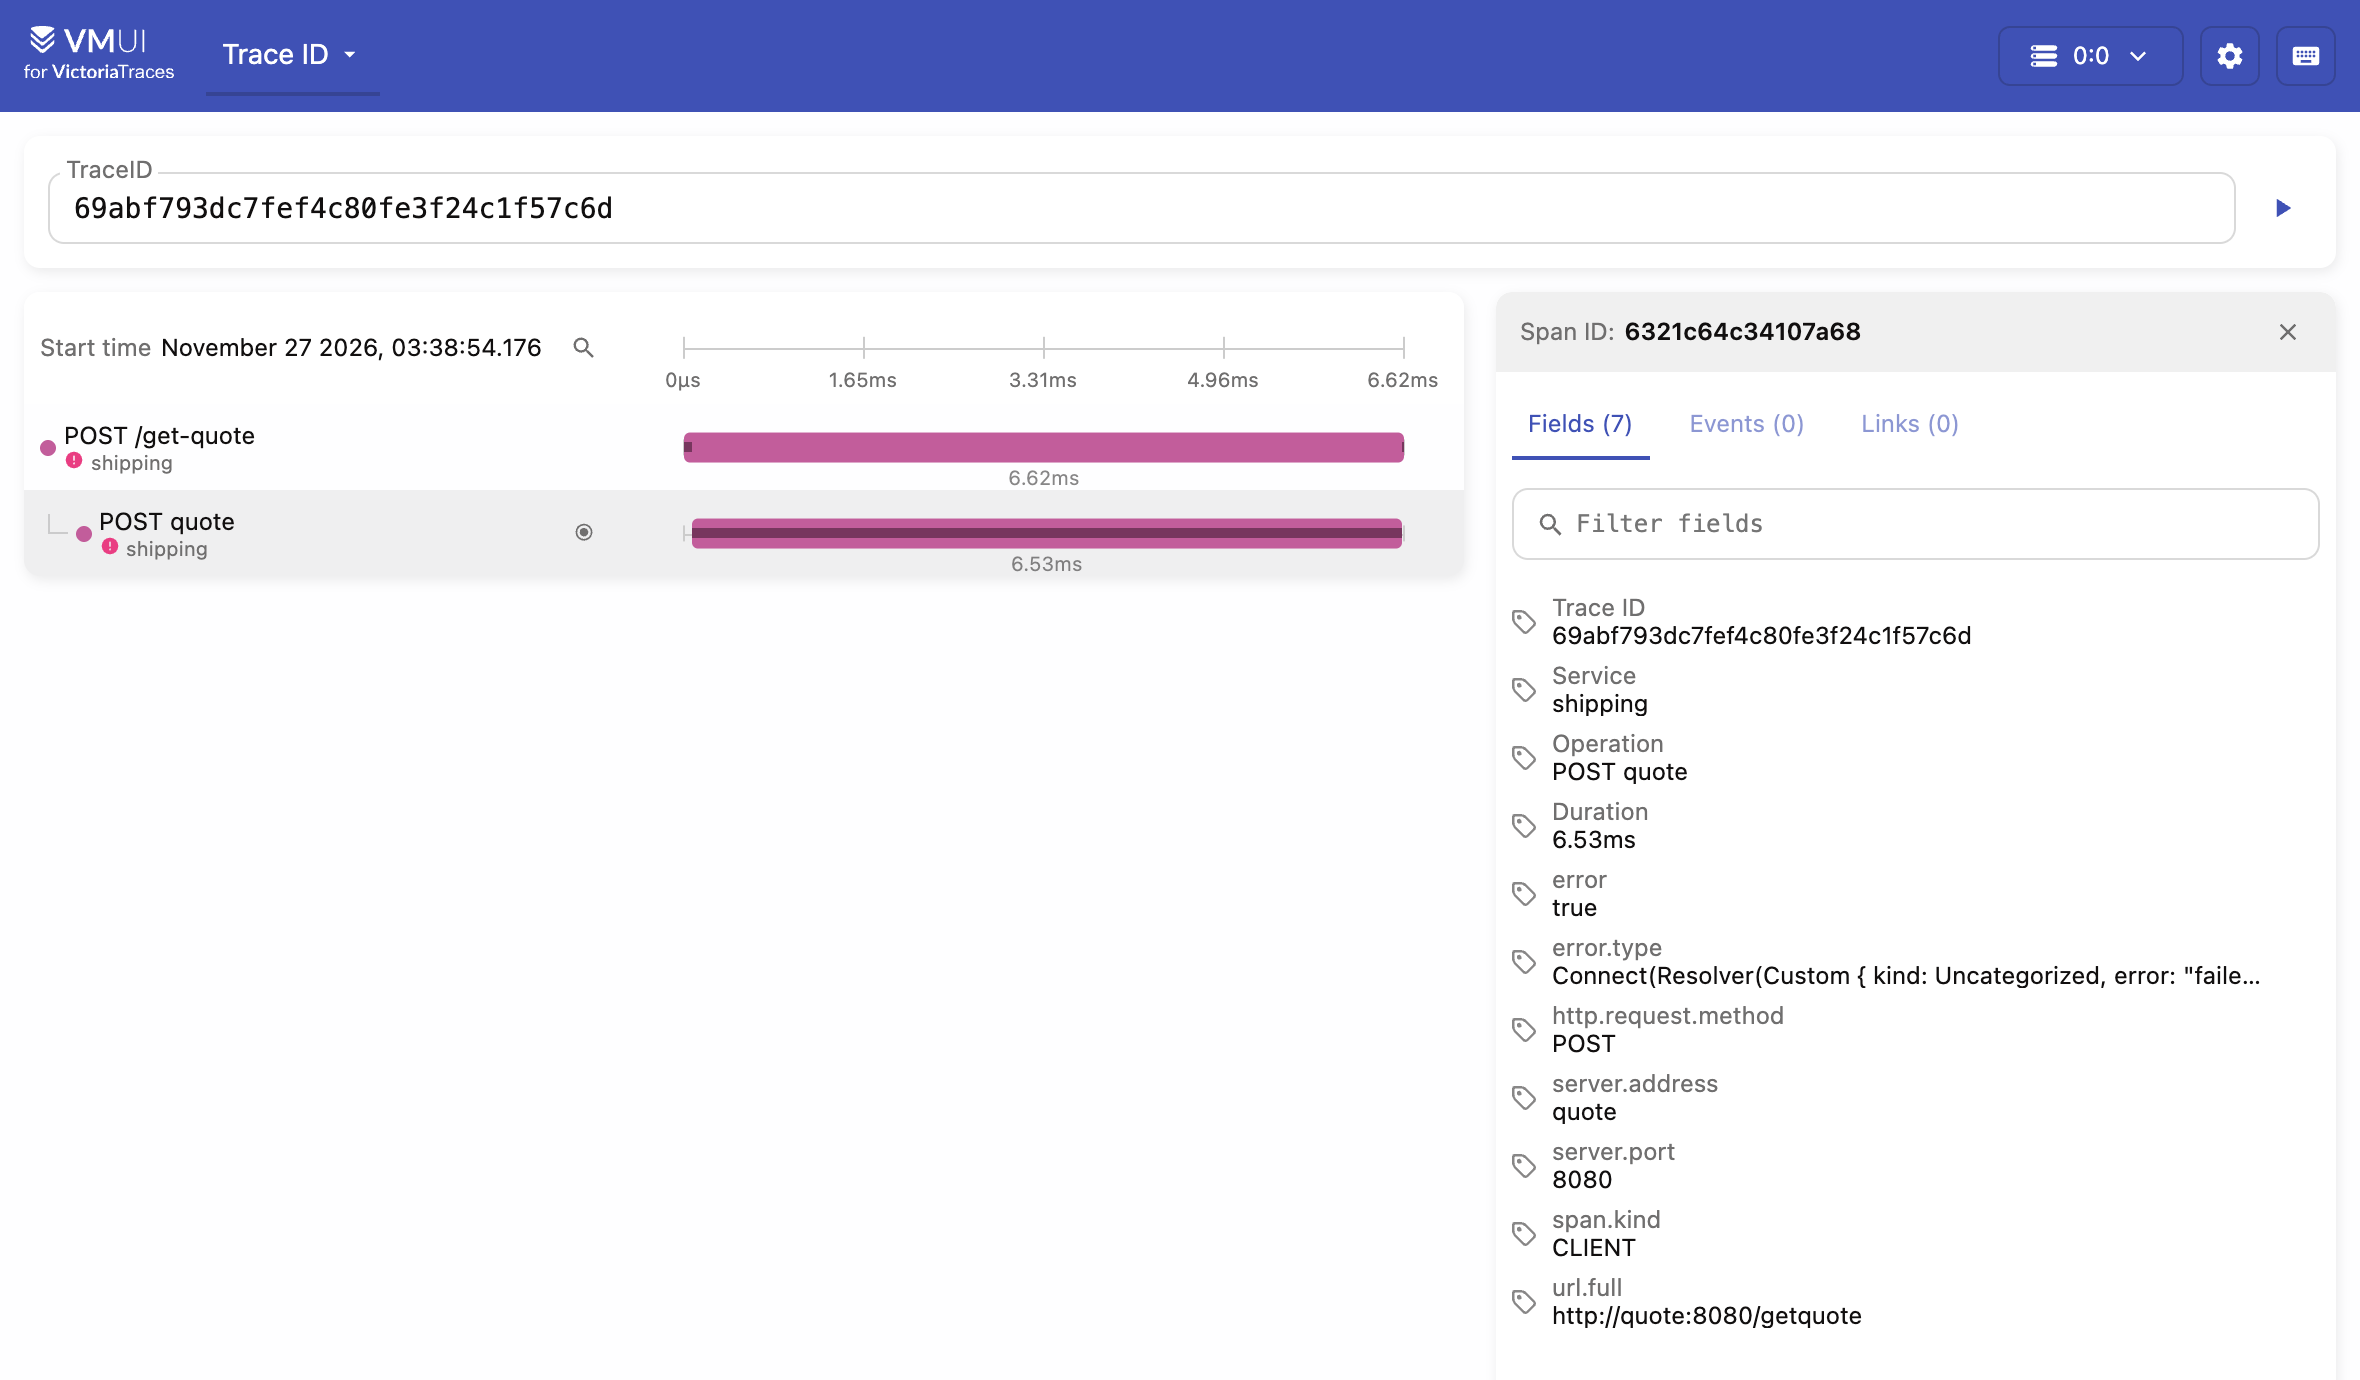 VMUI
for VictoriaTraces
Trace ID
0:0
TraceID
69abf793dc7fef4c80fe3f24c1f57c6d
Start time November 27 2026, 03:38:54.176
0µs 1.65ms 3.31ms 4.96ms 6.62ms
POST /get-quote
shipping
6.62ms
POST quote
shipping
6.53ms
Span ID: 6321c64c34107a68
Fields (7) Events (0) Links (0)
Filter fields
Trace ID
69abf793dc7fef4c80fe3f24c1f57c6d
Service
shipping
Operation
POST quote
Duration
6.53ms
error
true
error.type
Connect(Resolver(Custom { kind: Uncategorized, error: "faile...
http.request.method
POST
server.address
quote
server.port
8080
span.kind
CLIENT
url.full
http://quote:8080/getquote